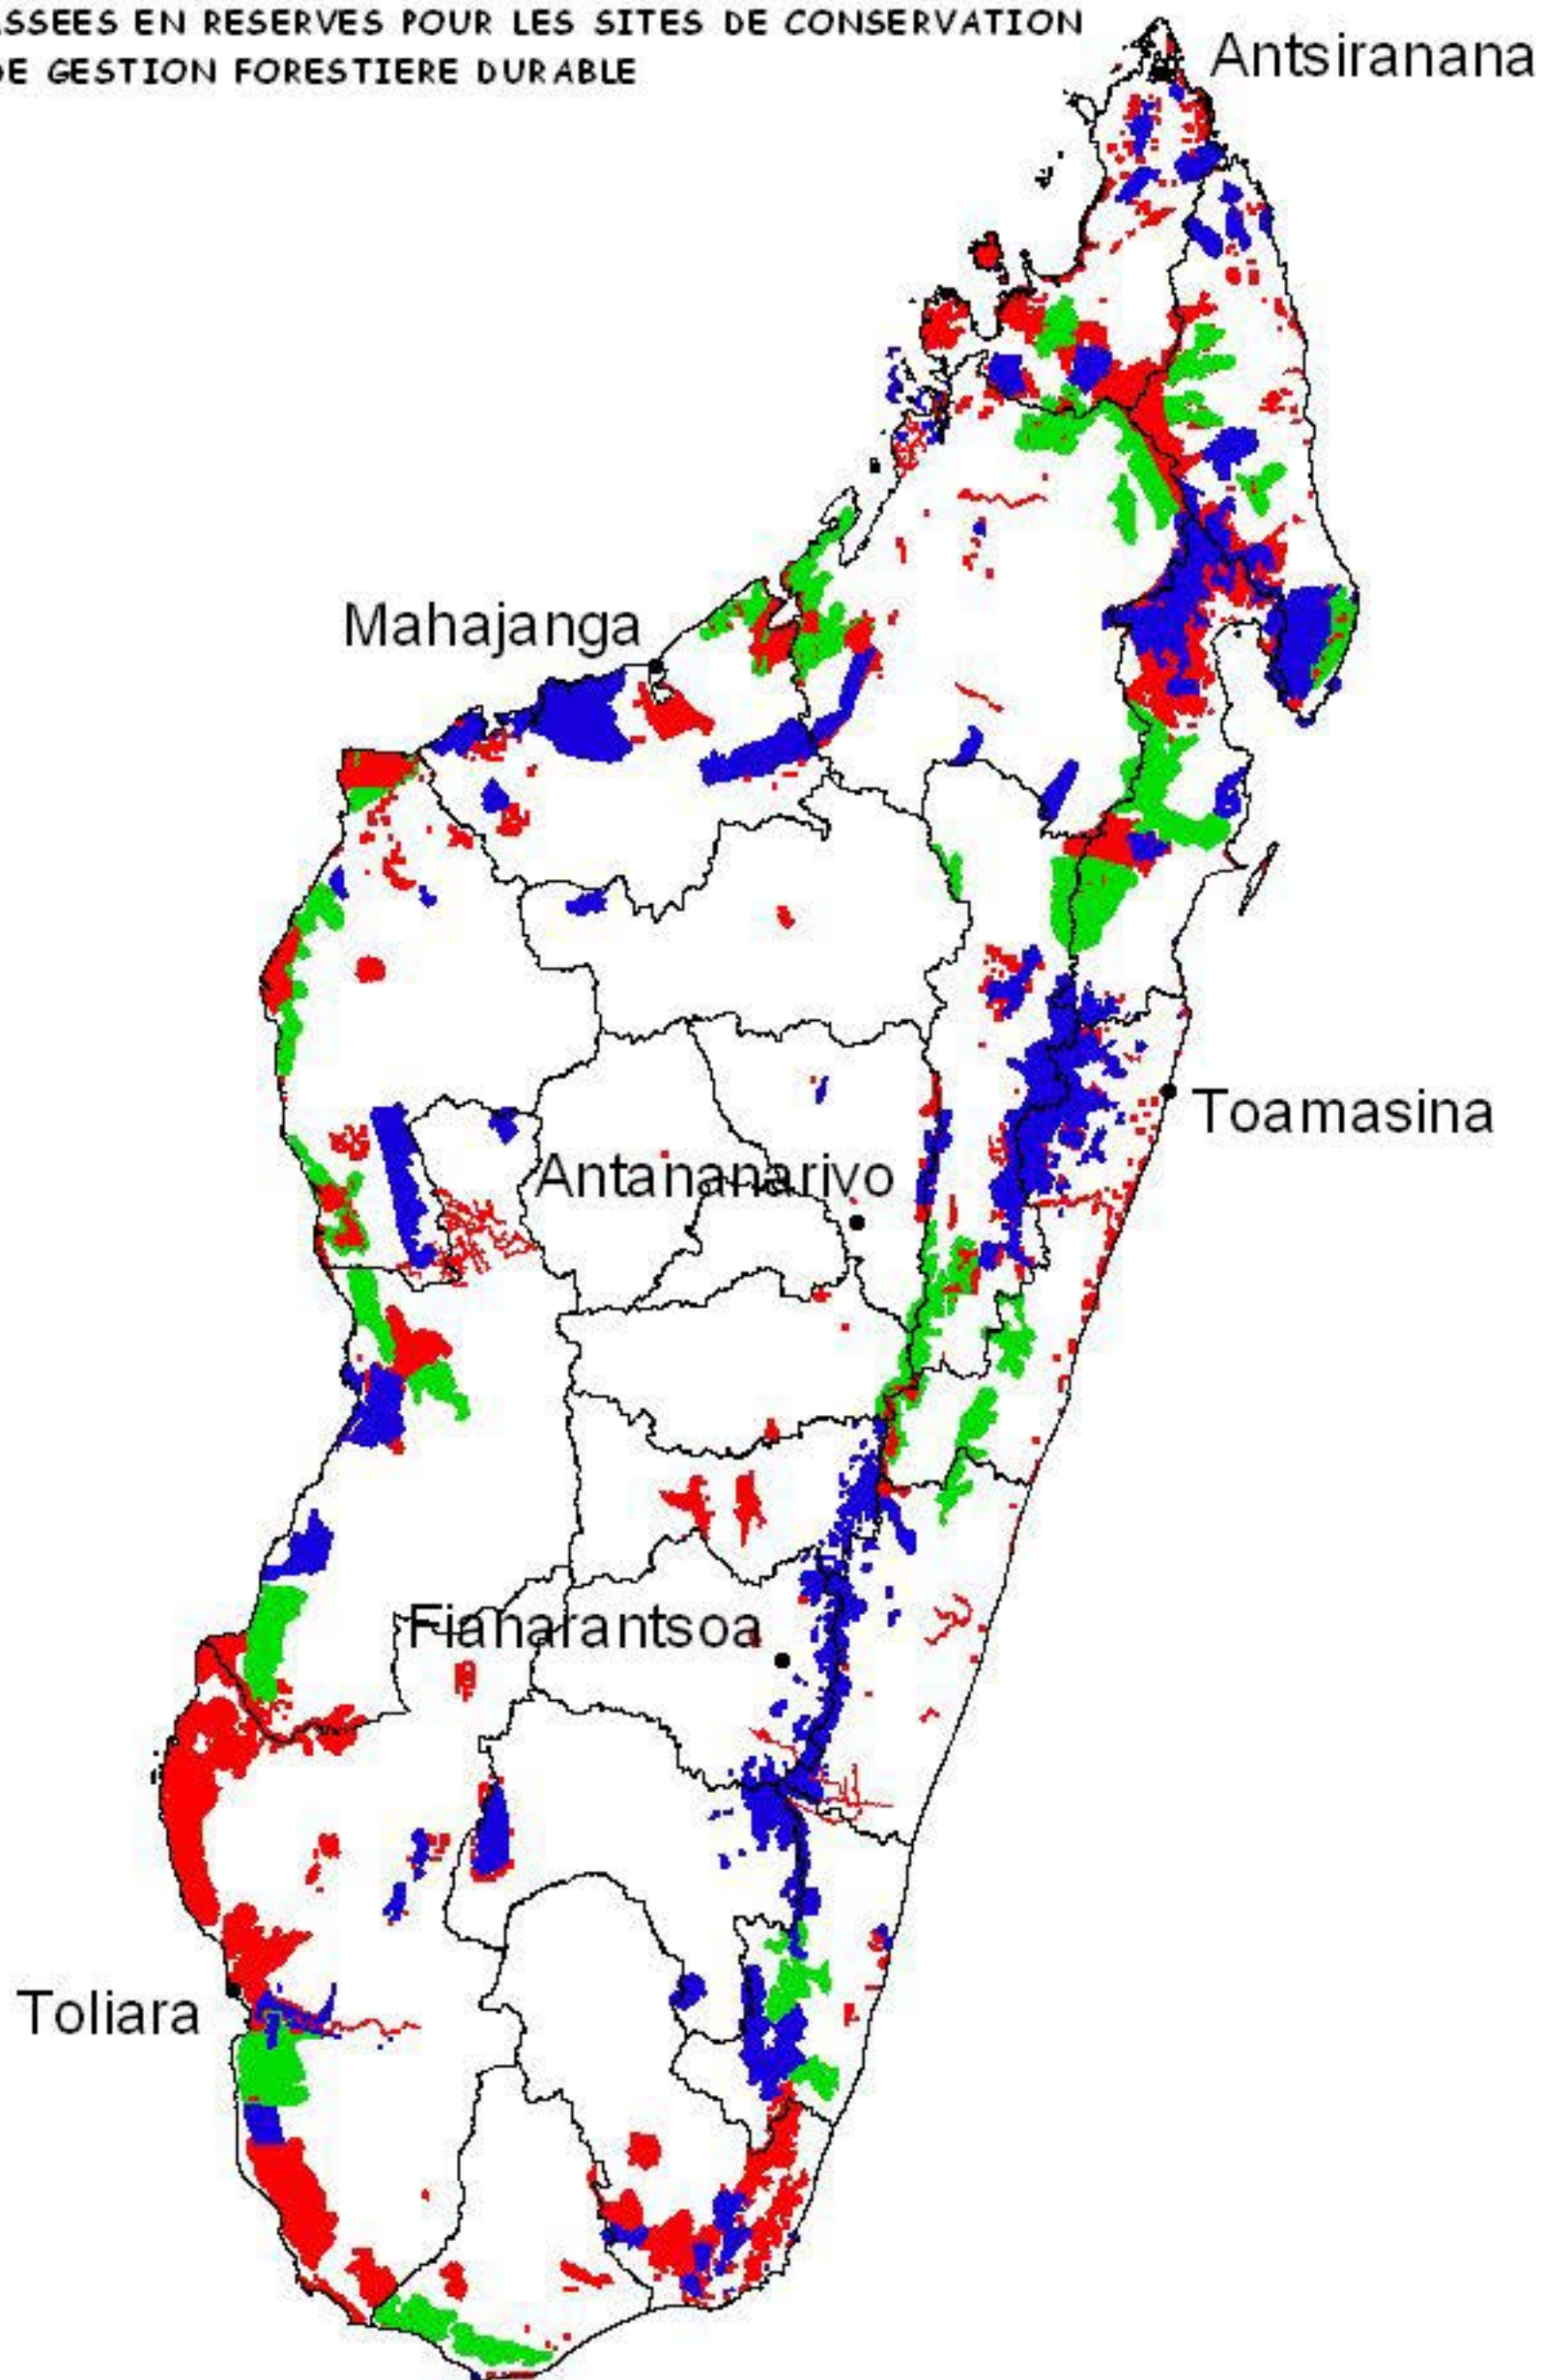 SSEES EN RESERVES POUR LES SITES DE CONSERVATION
DE GESTION FORESTIERE DURABLE
Antsiranana
Mahajanga
Toamasina
Antananarivo
Fianarantsoa
Toliara